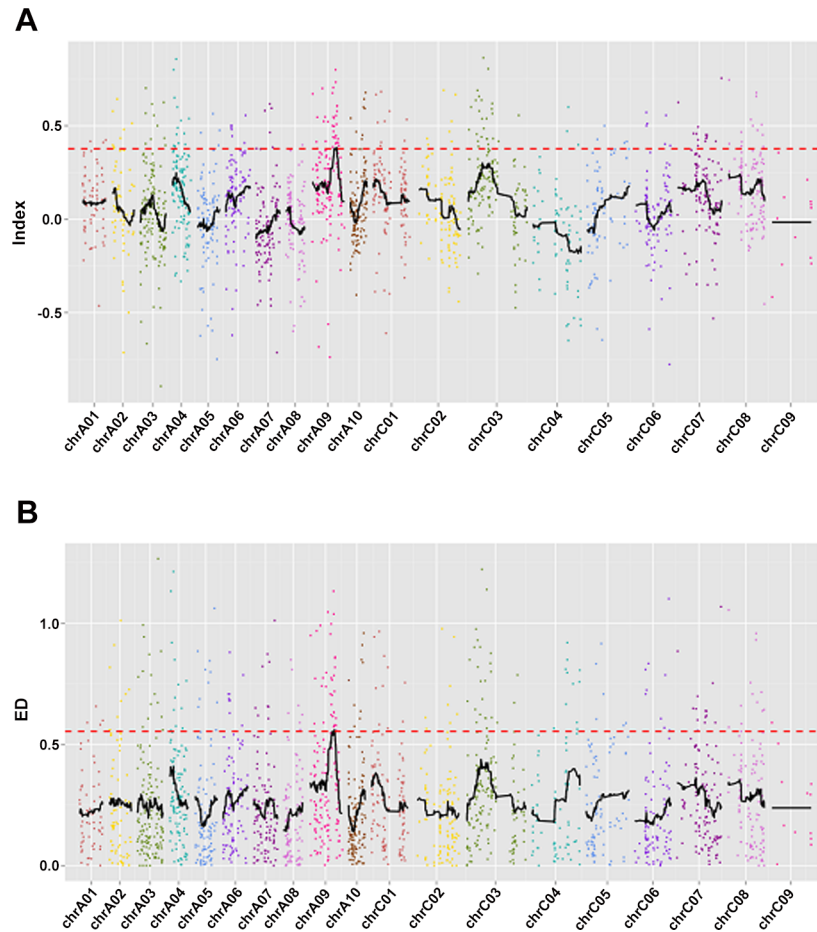 A
Index
0.5
0.0
-0.5
chrA01
chrA02
chrA03
chrA04
chrA05
chrA06
chrA07
chrA08
chrA09
chrA10
chrC01
chrC02
chrC03
chrC04
chrC05
chrC06
chrC07
chrC08
chrC09
B
ED
1.0
0.5
0.0
chrA01
chrA02
chrA03
chrA04
chrA05
chrA06
chrA07
chrA08
chrA09
chrA10
chrC01
chrC02
chrC03
chrC04
chrC05
chrC06
chrC07
chrC08
chrC09